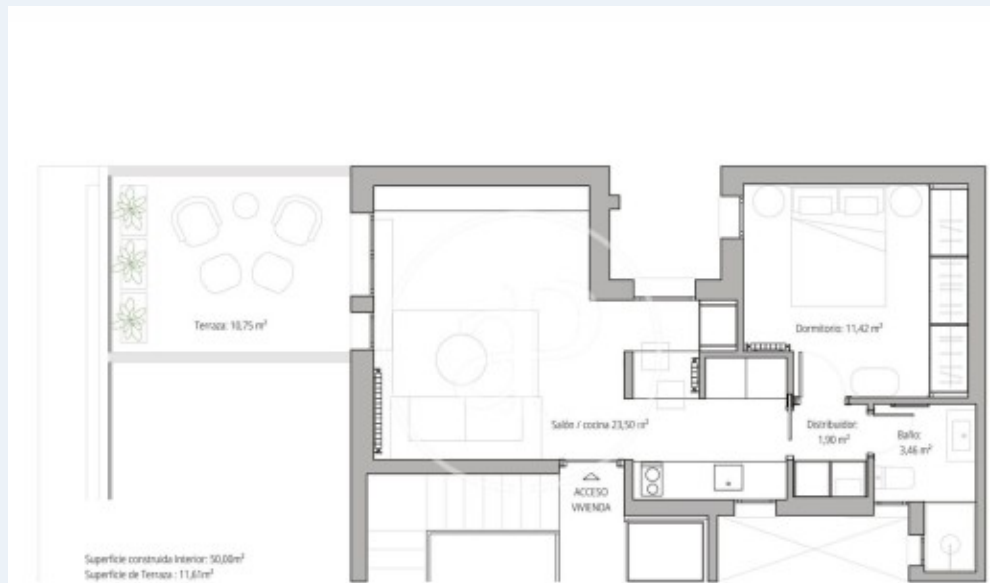 Terraza: 10,75 m²
Dormitorio: 11,42 m²
Salón / cocina 23,50 m²
Distribuidor:
1,90 m²
Baño:
3,46 m²
ACCESO
VIVIENDA
Superficie construida Interior: 50,00m²
Superficie de Terraza : 11,61m²